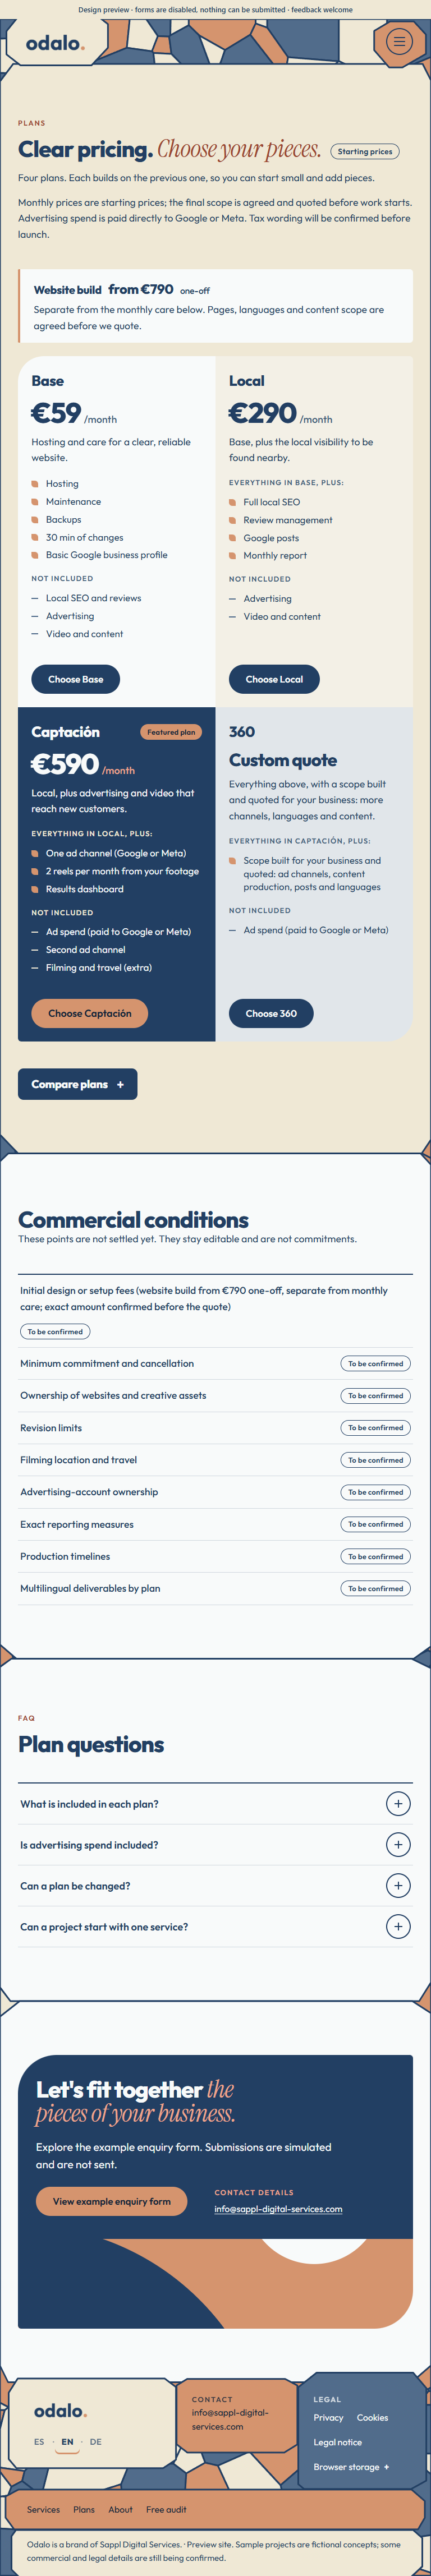 Design preview · forms are disabled, nothing can be submitted · feedback welcome
odalo.
PLANS
Clear pricing. Choose your pieces. Starting prices
Four plans. Each builds on the previous one, so you can start small and add pieces.
Monthly prices are starting prices; the final scope is agreed and quoted before work starts.
Advertising spend is paid directly to Google or Meta. Tax wording will be confirmed before
launch.
Website build from €790 one-off
Separate from the monthly care below. Pages, languages and content scope are
agreed before we quote.
Base
€59 /month
Hosting and care for a clear, reliable
website.
Hosting
Maintenance
Backups
30 min of changes
Basic Google business profile
NOT INCLUDED
— Local SEO and reviews
— Advertising
— Video and content
Choose Base
Local
€290 /month
Base, plus the local visibility to be
found nearby.
EVERYTHING IN BASE, PLUS:
Full local SEO
Review management
Google posts
Monthly report
NOT INCLUDED
— Advertising
— Video and content
Choose Local
Captación Featured plan
€590 /month
Local, plus advertising and video that
reach new customers.
EVERYTHING IN LOCAL, PLUS:
One ad channel (Google or Meta)
2 reels per month from your footage
Results dashboard
NOT INCLUDED
— Ad spend (paid to Google or Meta)
— Second ad channel
— Filming and travel (extra)
Choose Captación
360
Custom quote
Everything above, with a scope built
and quoted for your business: more
channels, languages and content.
EVERYTHING IN CAPTACIÓN, PLUS:
Scope built for your business and
quoted: ad channels, content
production, posts and languages
NOT INCLUDED
— Ad spend (paid to Google or Meta)
Choose 360
Compare plans +
Commercial conditions
These points are not settled yet. They stay editable and are not commitments.
Initial design or setup fees (website build from €790 one-off, separate from monthly
care; exact amount confirmed before the quote)
To be confirmed
Minimum commitment and cancellation To be confirmed
Ownership of websites and creative assets To be confirmed
Revision limits To be confirmed
Filming location and travel To be confirmed
Advertising-account ownership To be confirmed
Exact reporting measures To be confirmed
Production timelines To be confirmed
Multilingual deliverables by plan To be confirmed
FAQ
Plan questions
What is included in each plan? +
Is advertising spend included? +
Can a plan be changed? +
Can a project start with one service? +
Let's fit together the
pieces of your business.
Explore the example enquiry form. Submissions are simulated
and are not sent.
View example enquiry form
CONTACT DETAILS
info@sappl-digital-services.com
odalo.
ES · EN · DE
CONTACT
info@sappl-digital-
services.com
LEGAL
Privacy Cookies
Legal notice
Browser storage +
Services Plans About Free audit
Odalo is a brand of Sappl Digital Services. · Preview site. Sample projects are fictional concepts; some
commercial and legal details are still being confirmed.